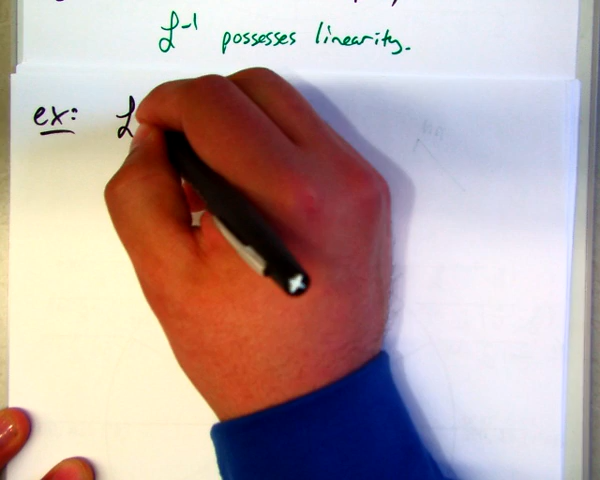 ℒ⁻¹ possesses linearity.
ex: ℒ